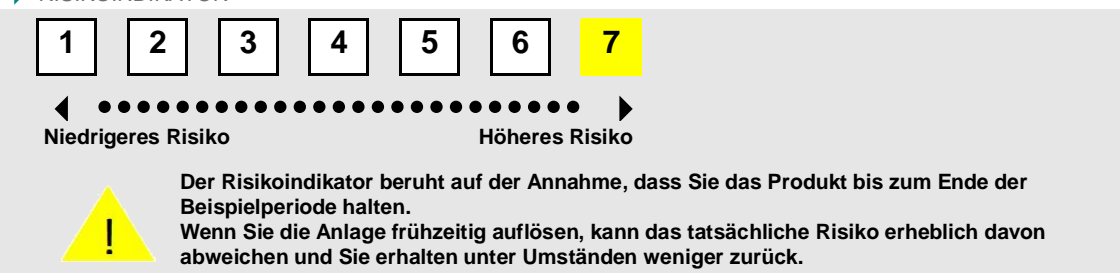 RISIKOINDIKATOR
1 2 3 4 5 6 7
Niedrigeres Risiko Höheres Risiko
Der Risikoindikator beruht auf der Annahme, dass Sie das Produkt bis zum Ende der
Beispielperiode halten.
Wenn Sie die Anlage frühzeitig auflösen, kann das tatsächliche Risiko erheblich davon
abweichen und Sie erhalten unter Umständen weniger zurück.
!